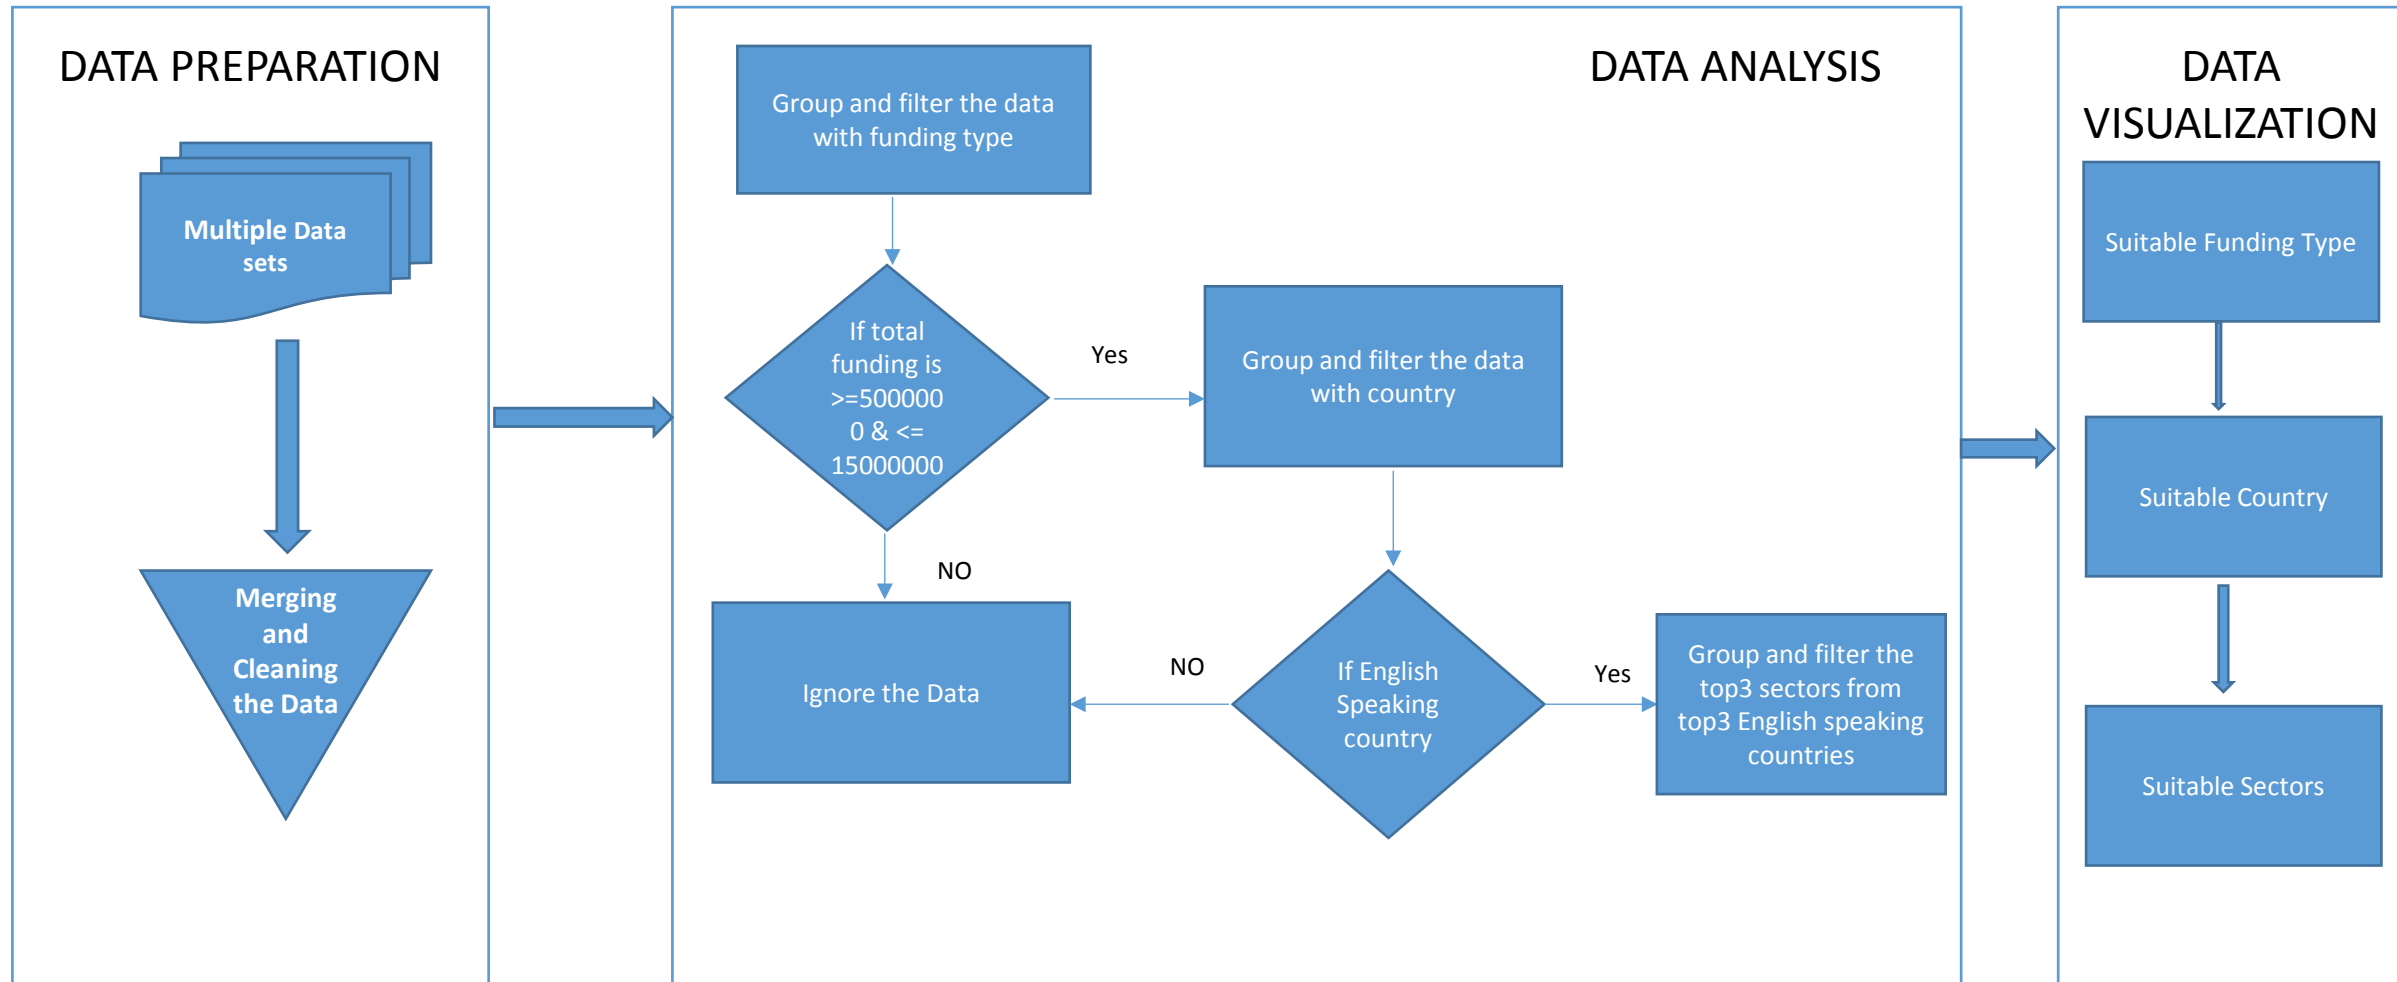 DATA PREPARATION
Multiple Data
sets
Merging
and
Cleaning
the Data
DATA ANALYSIS
Group and filter the data
with funding type
If total
funding is
>=500000
0 & <=
15000000
Yes
Group and filter the data
with country
NO
Ignore the Data
NO
If English
Speaking
country
Yes
Group and filter the
top3 sectors from
top3 English speaking
countries
DATA
VISUALIZATION
Suitable Funding Type
Suitable Country
Suitable Sectors